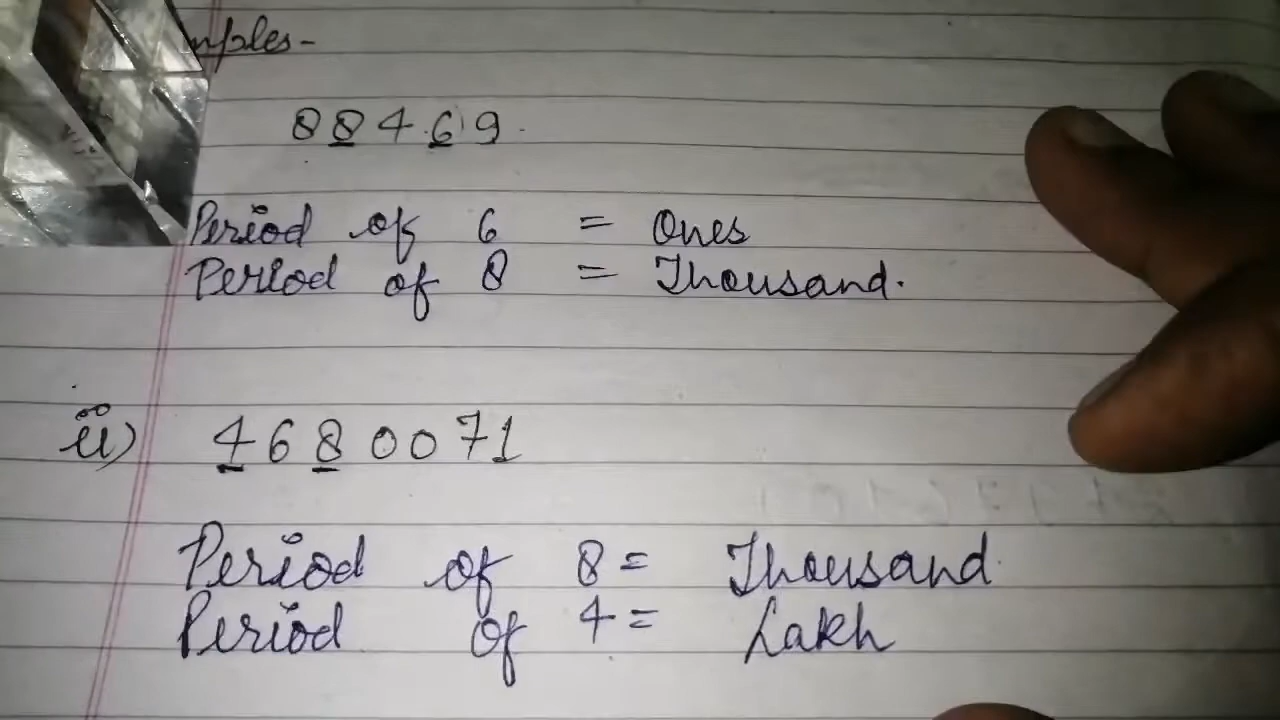 88469
Period of 6 = Ones
Period of 8 = Thousand.
ii) 4680071
Period of 8 = Thousand
Period of 4 = Lakh